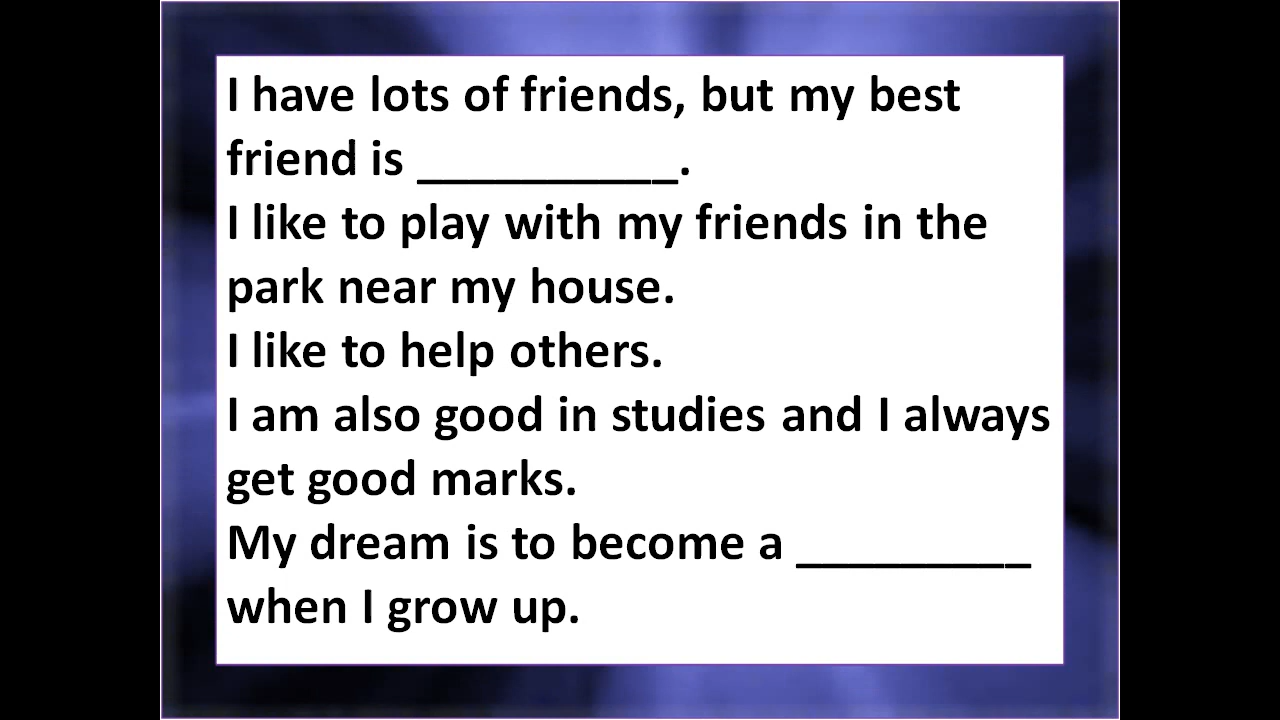 I have lots of friends, but my best
friend is __________.
I like to play with my friends in the
park near my house.
I like to help others.
I am also good in studies and I always
get good marks.
My dream is to become a _________
when I grow up.